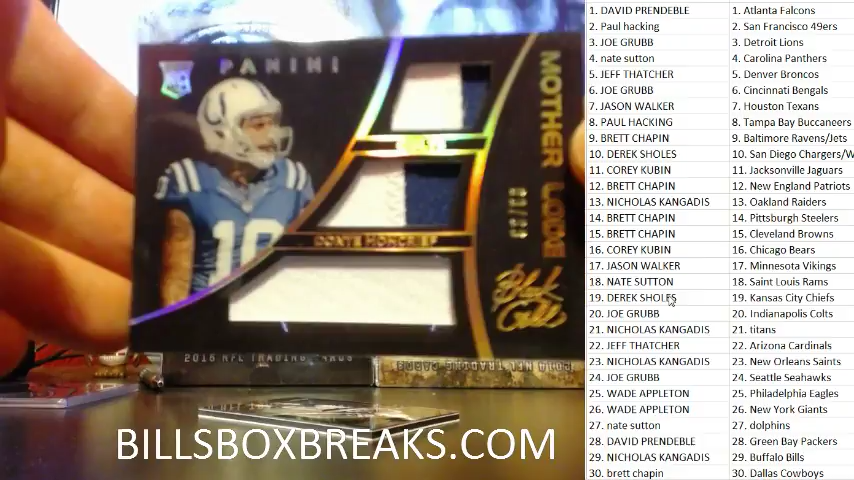 PANINI
MOTHER LODE
DONTE MONCRIEF
Black Gold
10
2016 NFL TRADING CARDS
BILLSBOXBREAKS.COM
1. DAVID PRENDEBLE
2. Paul hacking
3. JOE GRUBB
4. nate sutton
5. JEFF THATCHER
6. JOE GRUBB
7. JASON WALKER
8. PAUL HACKING
9. BRETT CHAPIN
10. DEREK SHOLES
11. COREY KUBIN
12. BRETT CHAPIN
13. NICHOLAS KANGADIS
14. BRETT CHAPIN
15. BRETT CHAPIN
16. COREY KUBIN
17. JASON WALKER
18. NATE SUTTON
19. DEREK SHOLES
20. JOE GRUBB
21. NICHOLAS KANGADIS
22. JEFF THATCHER
23. NICHOLAS KANGADIS
24. JOE GRUBB
25. WADE APPLETON
26. WADE APPLETON
27. nate sutton
28. DAVID PRENDEBLE
29. NICHOLAS KANGADIS
30. brett chapin
1. Atlanta Falcons
2. San Francisco 49ers
3. Detroit Lions
4. Carolina Panthers
5. Denver Broncos
6. Cincinnati Bengals
7. Houston Texans
8. Tampa Bay Buccaneers
9. Baltimore Ravens/Jets
10. San Diego Chargers/W
11. Jacksonville Jaguars
12. New England Patriots
13. Oakland Raiders
14. Pittsburgh Steelers
15. Cleveland Browns
16. Chicago Bears
17. Minnesota Vikings
18. Saint Louis Rams
19. Kansas City Chiefs
20. Indianapolis Colts
21. titans
22. Arizona Cardinals
23. New Orleans Saints
24. Seattle Seahawks
25. Philadelphia Eagles
26. New York Giants
27. dolphins
28. Green Bay Packers
29. Buffalo Bills
30. Dallas Cowboys